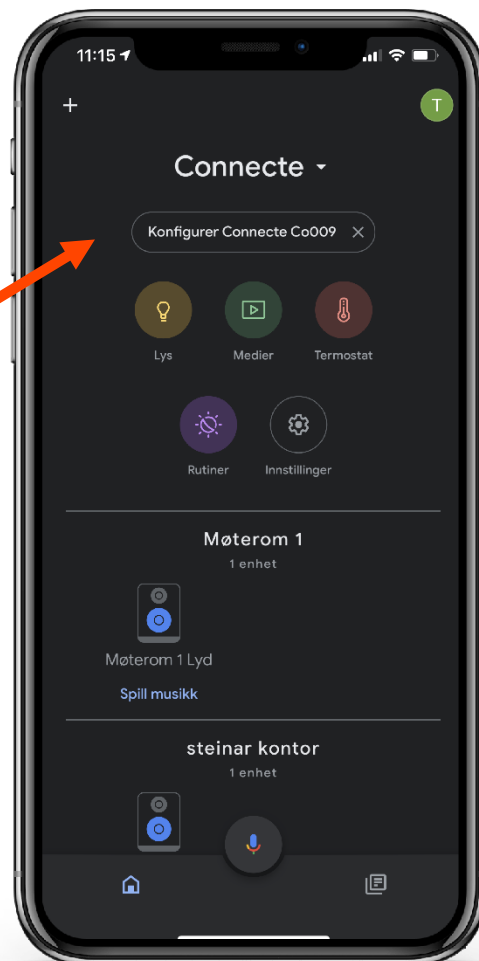 11:15
T
Connecte
Konfigurer Connecte Co009
Lys
Medier
Termostat
Rutiner
Innstillinger
Møterom 1
1 enhet
Møterom 1 Lyd
Spill musikk
steinar kontor
1 enhet